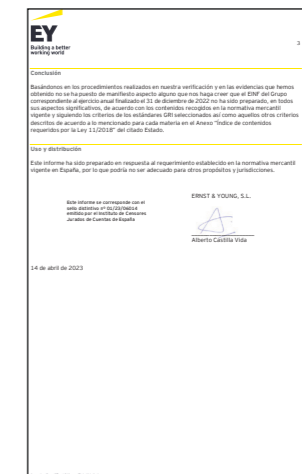 EY
Building a better
working world
3
Conclusión
Basándonos en los procedimientos realizados en nuestra verificación y en las evidencias que hemos
obtenido no se ha puesto de manifiesto aspecto alguno que nos haga creer que el EINF del Grupo
correspondiente al ejercicio anual finalizado el 31 de diciembre de 2022 no ha sido preparado, en todos
sus aspectos significativos, de acuerdo con los contenidos recogidos en la normativa mercantil
vigente y siguiendo los criterios de los estándares GRI seleccionados así como aquellos otros criterios
descritos de acuerdo a lo mencionado para cada materia en el Anexo "Índice de contenidos
requeridos por la Ley 11/2018" del citado Estado.
Uso y distribución
Este informe ha sido preparado en respuesta al requerimiento establecido en la normativa mercantil
vigente en España, por lo que podría no ser adecuado para otros propósitos y jurisdicciones.
ERNST & YOUNG, S.L.
Este informe se corresponde con el
sello distintivo nº 01/23/06014
emitido por el Instituto de Censores
Jurados de Cuentas de España
Alberto Castilla Vida
14 de abril de 2023